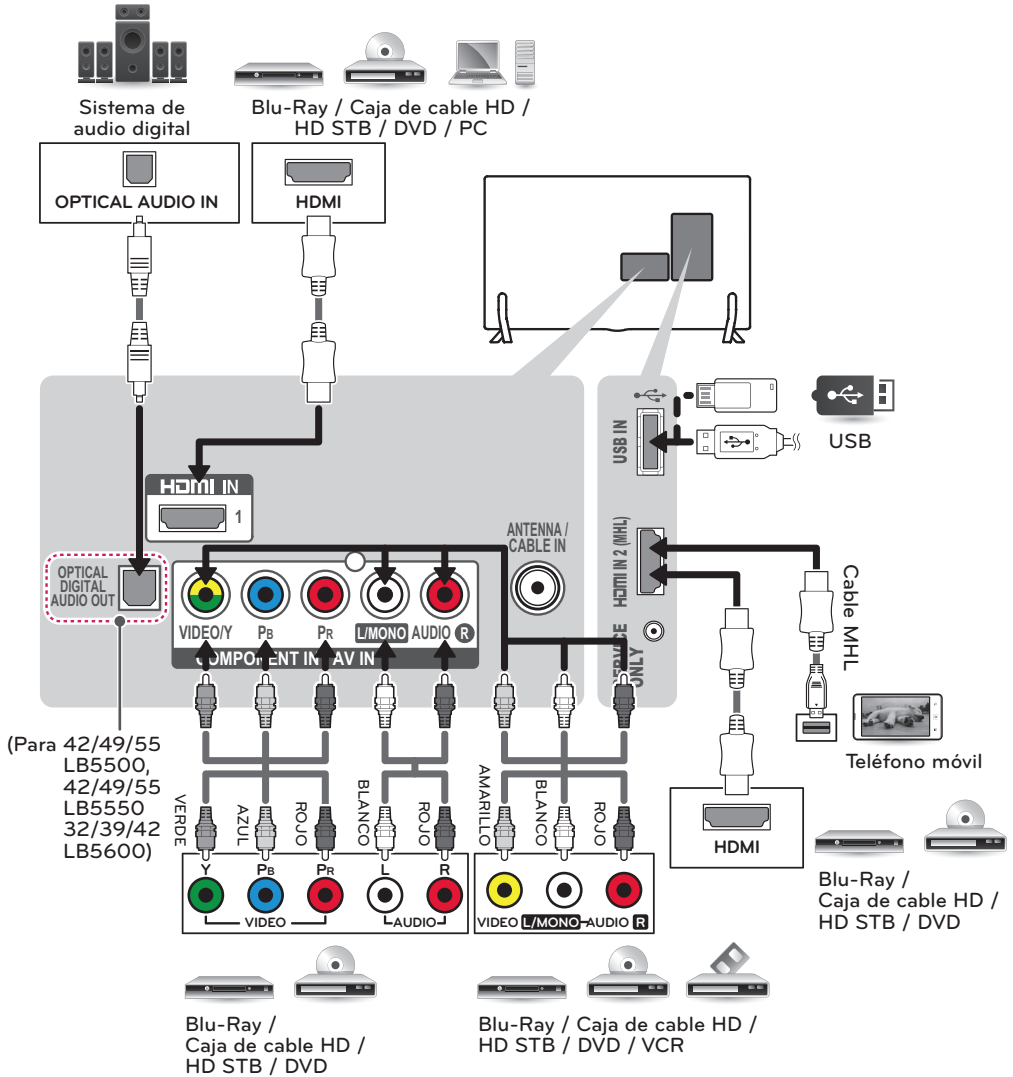 Sistema de
audio digital
Blu-Ray / Caja de cable HD /
HD STB / DVD / PC
OPTICAL AUDIO IN
HDMI
USB IN
USB
HDMI IN
1
ANTENNA /
CABLE IN
HDMI IN 2 (MHL)
Cable MHL
OPTICAL
DIGITAL
AUDIO OUT
VIDEO/Y
PB
PR
L/MONO
AUDIO
R
COMPONENT IN / AV IN
SERVICE
ONLY
(Para 42/49/55
LB5500,
42/49/55
LB5550
32/39/42
LB5600)
Teléfono móvil
VERDE
AZUL
ROJO
BLANCO
ROJO
AMARILLO
BLANCO
ROJO
HDMI
Y
PB
PR
L
R
VIDEO
AUDIO
VIDEO
L/MONO
AUDIO
R
Blu-Ray /
Caja de cable HD /
HD STB / DVD
Blu-Ray /
Caja de cable HD /
HD STB / DVD
Blu-Ray / Caja de cable HD /
HD STB / DVD / VCR